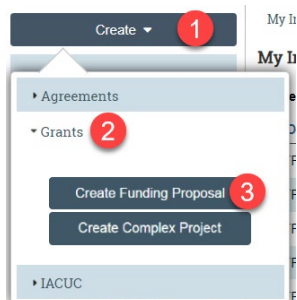 Create 1
My I
My I
Agreements
Grants 2
Create Funding Proposal 3
Create Complex Project
IACUC